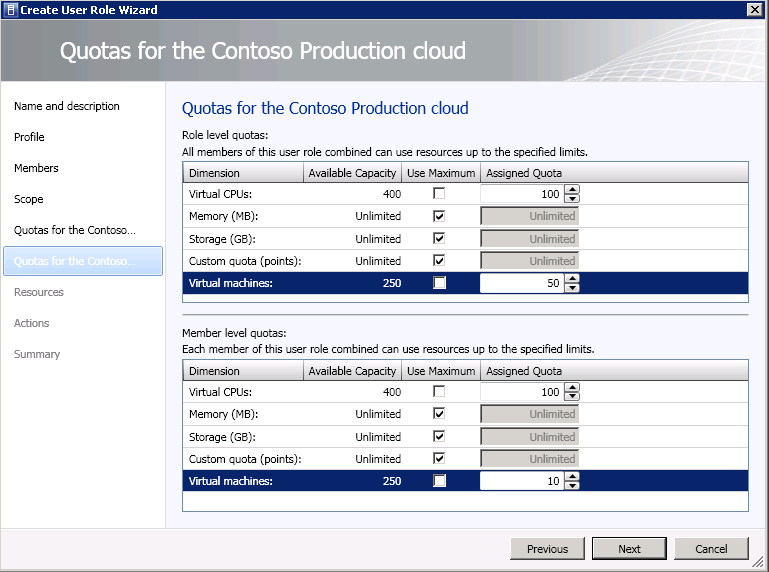 Create User Role Wizard
Quotas for the Contoso Production cloud
Name and description
Profile
Members
Scope
Quotas for the Contoso...
Quotas for the Contoso...
Resources
Actions
Summary
Quotas for the Contoso Production cloud
Role level quotas:
All members of this user role combined can use resources up to the specified limits.
Dimension Available Capacity Use Maximum Assigned Quota
Virtual CPUs: 400 100
Memory (MB): Unlimited Unlimited
Storage (GB): Unlimited Unlimited
Custom quota (points): Unlimited Unlimited
Virtual machines: 250 50
Member level quotas:
Each member of this user role combined can use resources up to the specified limits.
Dimension Available Capacity Use Maximum Assigned Quota
Virtual CPUs: 400 100
Memory (MB): Unlimited Unlimited
Storage (GB): Unlimited Unlimited
Custom quota (points): Unlimited Unlimited
Virtual machines: 250 10
Previous Next Cancel